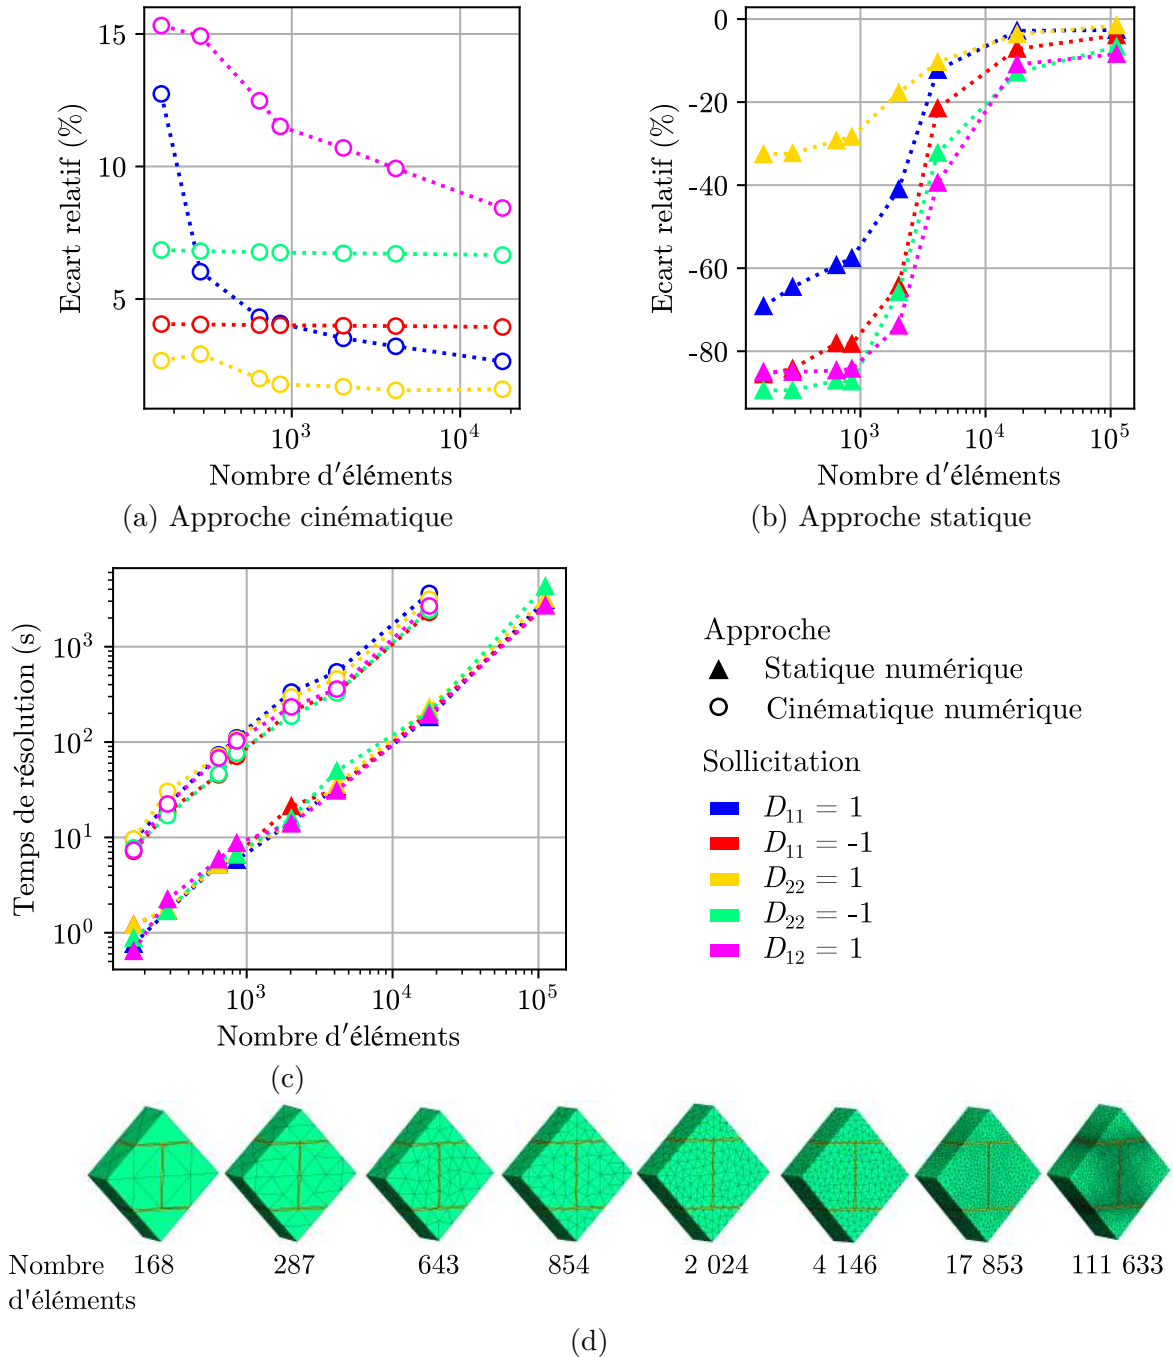 15
10
5
Ecart relatif (%)
10³
10⁴
Nombre d'éléments
(a) Approche cinématique
0
-20
-40
-60
-80
Ecart relatif (%)
10³
10⁴
10⁵
Nombre d'éléments
(b) Approche statique
10³
10²
10¹
10⁰
Temps de résolution (s)
10³
10⁴
10⁵
Nombre d'éléments
(c)
Approche
Statique numérique
Cinématique numérique
Sollicitation
D₁₁ = 1
D₁₁ = -1
D₂₂ = 1
D₂₂ = -1
D₁₂ = 1
Nombre 168 287 643 854 2 024 4 146 17 853 111 633
d'éléments
(d)